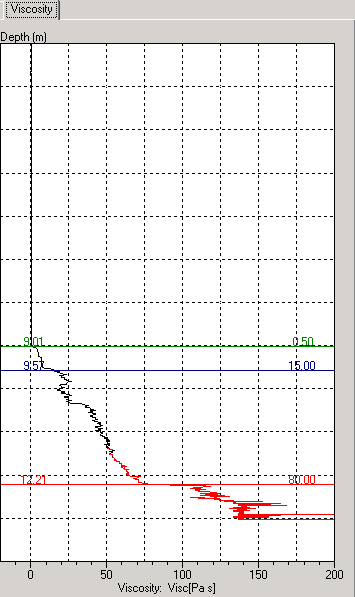 Viscosity
Depth [m]
9.01 0.50
9.57 15.00
12.21 80.00
0 50 100 150 200
Viscosity: Visc[Pa s]